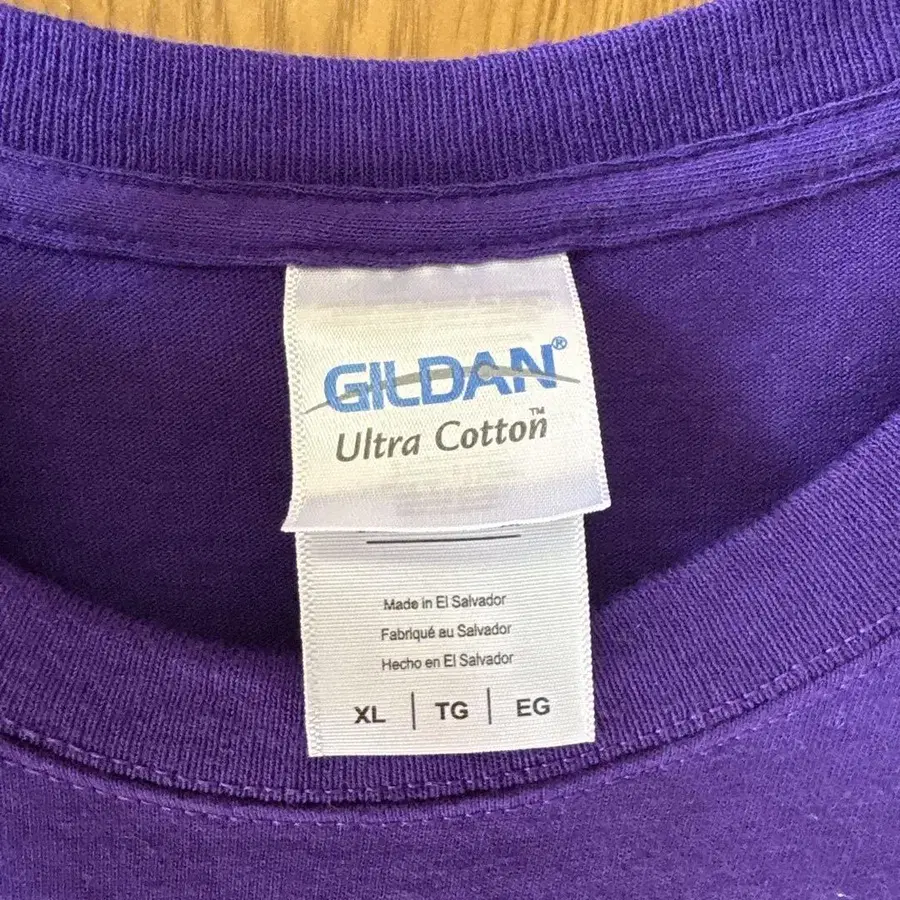 GILDAN®
Ultra Cotton™
Made in El Salvador
Fabriqué au Salvador
Hecho en El Salvador
XL | TG | EG